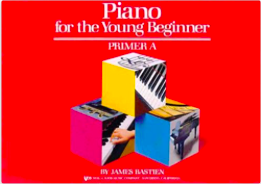 Piano
for the Young Beginner
PRIMER A
BY JAMES BASTIEN